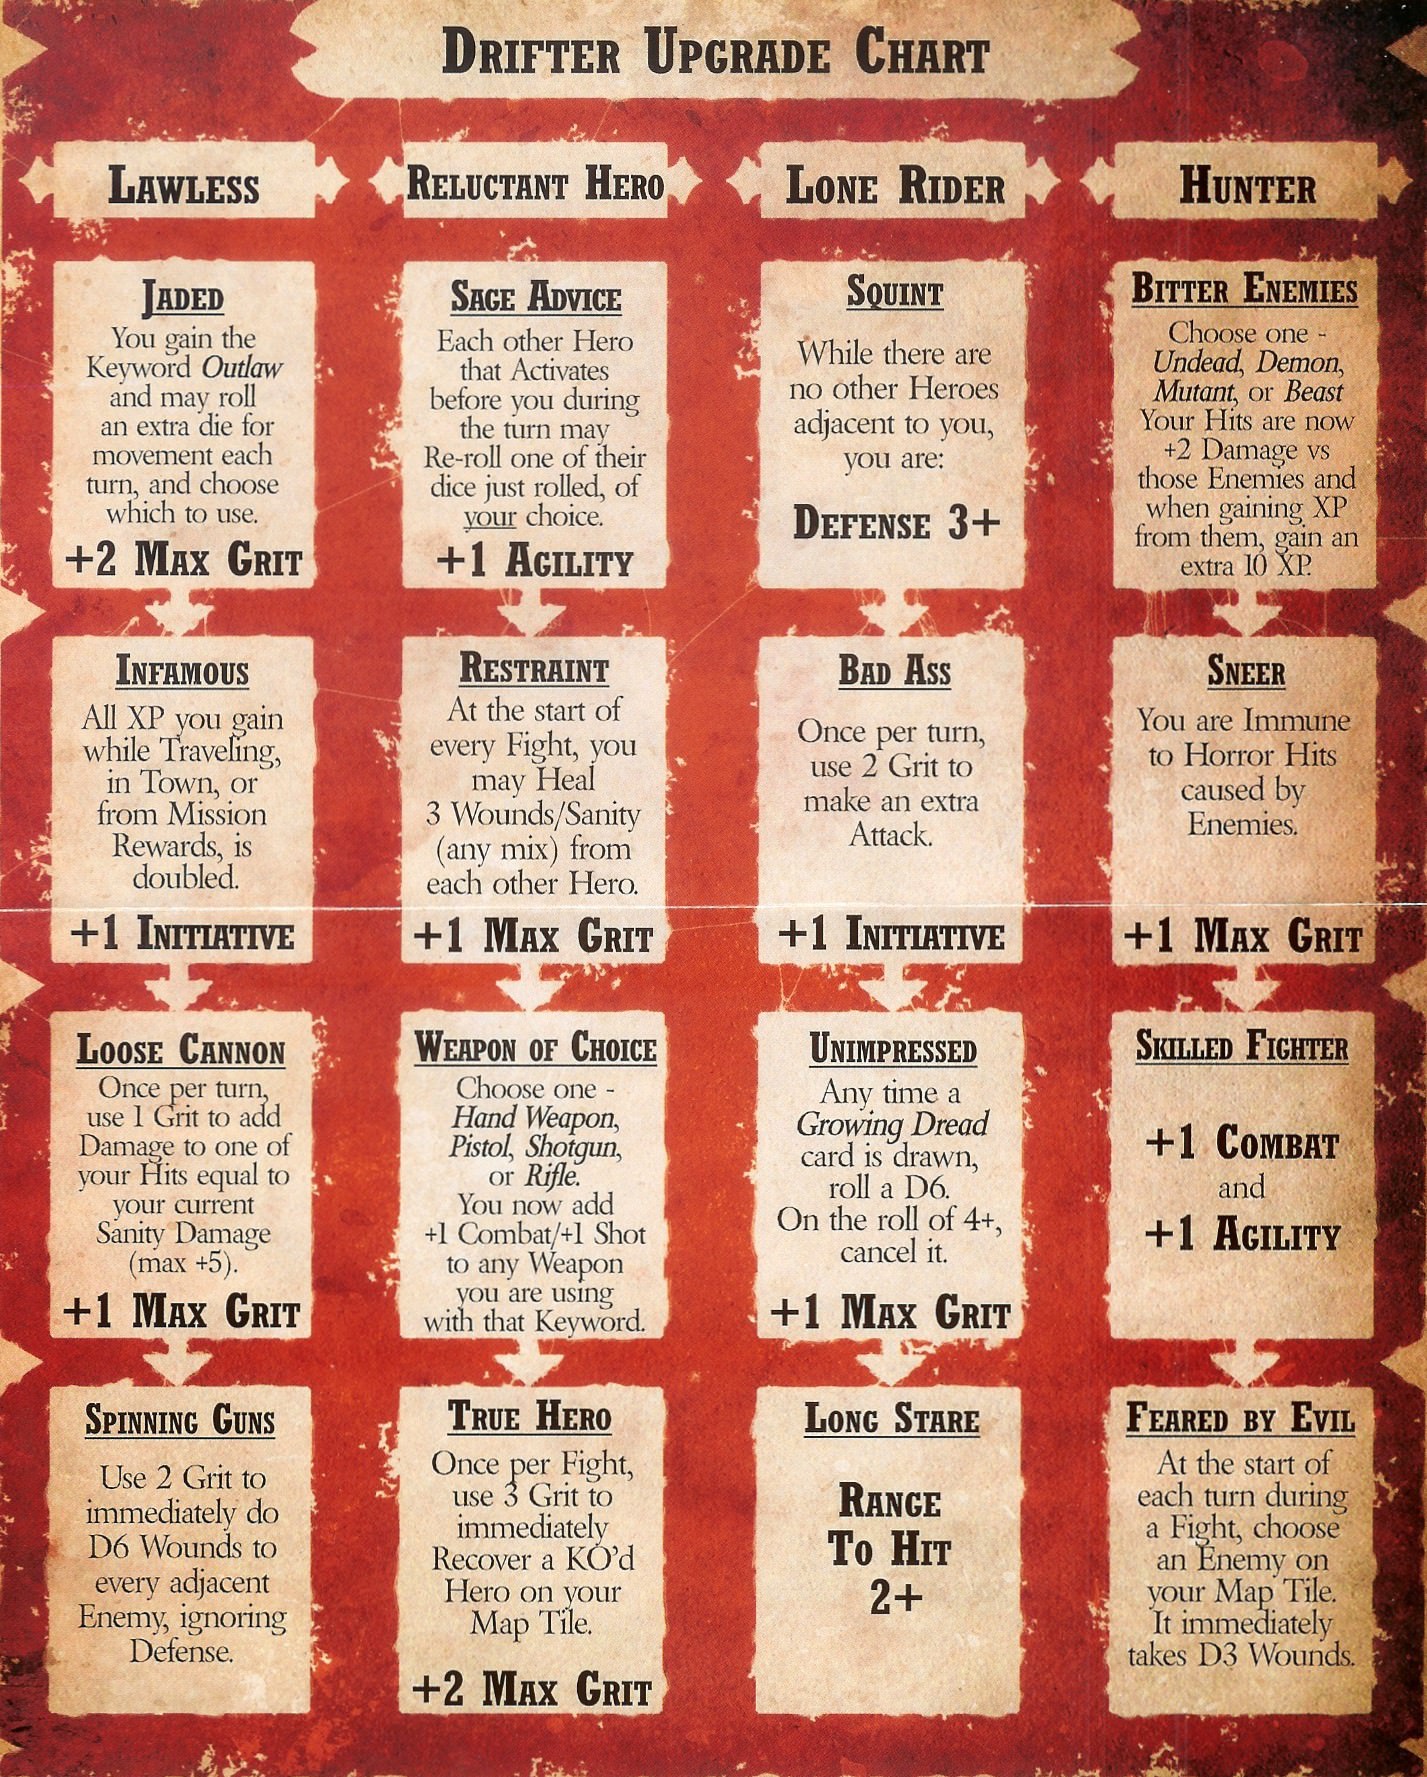 Drifter Upgrade Chart
Lawless
Jaded
You gain the
Keyword Outlaw
and may roll
an extra die for
movement each
turn, and choose
which to use.
+2 Max Grit
Infamous
All XP you gain
while Traveling,
in Town, or
from Mission
Rewards, is
doubled.
+1 Initiative
Loose Cannon
Once per turn,
use 1 Grit to add
Damage to one of
your Hits equal to
your current
Sanity Damage
(max +5).
+1 Max Grit
Spinning Guns
Use 2 Grit to
immediately do
D6 Wounds to
every adjacent
Enemy, ignoring
Defense.
Reluctant Hero
Sage Advice
Each other Hero
that Activates
before you during
the turn may
Re-roll one of their
dice just rolled, of
your choice.
+1 Agility
Restraint
At the start of
every Fight, you
may Heal
3 Wounds/Sanity
(any mix) from
each other Hero.
+1 Max Grit
Weapon of Choice
Choose one -
Hand Weapon,
Pistol, Shotgun,
or Rifle.
You now add
+1 Combat/+1 Shot
to any Weapon
you are using
with that Keyword.
True Hero
Once per Fight,
use 3 Grit to
immediately
Recover a KO'd
Hero on your
Map Tile.
+2 Max Grit
Lone Rider
Squint
While there are
no other Heroes
adjacent to you,
you are:
Defense 3+
Bad Ass
Once per turn,
use 2 Grit to
make an extra
Attack.
+1 Initiative
Unimpressed
Any time a
Growing Dread
card is drawn,
roll a D6.
On the roll of 4+,
cancel it.
+1 Max Grit
Long Stare
Range
To Hit
2+
Hunter
Bitter Enemies
Choose one -
Undead, Demon,
Mutant, or Beast
Your Hits are now
+2 Damage vs
those Enemies and
when gaining XP
from them, gain an
extra 10 XP.
Sneer
You are Immune
to Horror Hits
caused by
Enemies.
+1 Max Grit
Skilled Fighter
+1 Combat
and
+1 Agility
Feared by Evil
At the start of
each turn during
a Fight, choose
an Enemy on
your Map Tile.
It immediately
takes D3 Wounds.